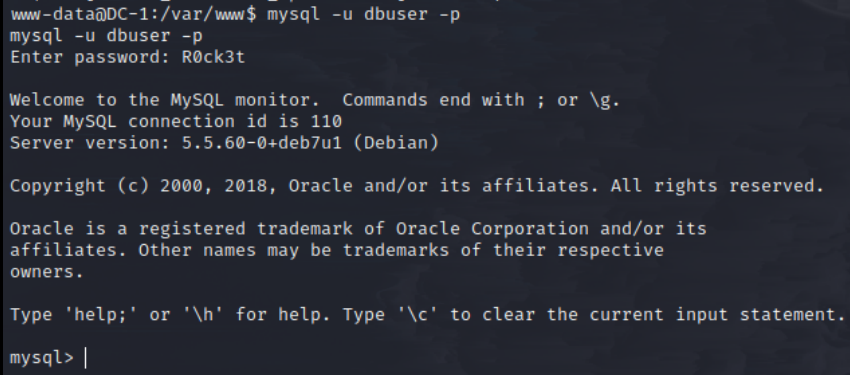 www-data@DC-1:/var/www$ mysql -u dbuser -p
mysql -u dbuser -p
Enter password: R0ck3t
Welcome to the MySQL monitor.  Commands end with ; or \g.
Your MySQL connection id is 110
Server version: 5.5.60-0+deb7u1 (Debian)
Copyright (c) 2000, 2018, Oracle and/or its affiliates. All rights reserved.
Oracle is a registered trademark of Oracle Corporation and/or its
affiliates. Other names may be trademarks of their respective
owners.
Type 'help;' or '\h' for help. Type '\c' to clear the current input statement.
mysql>